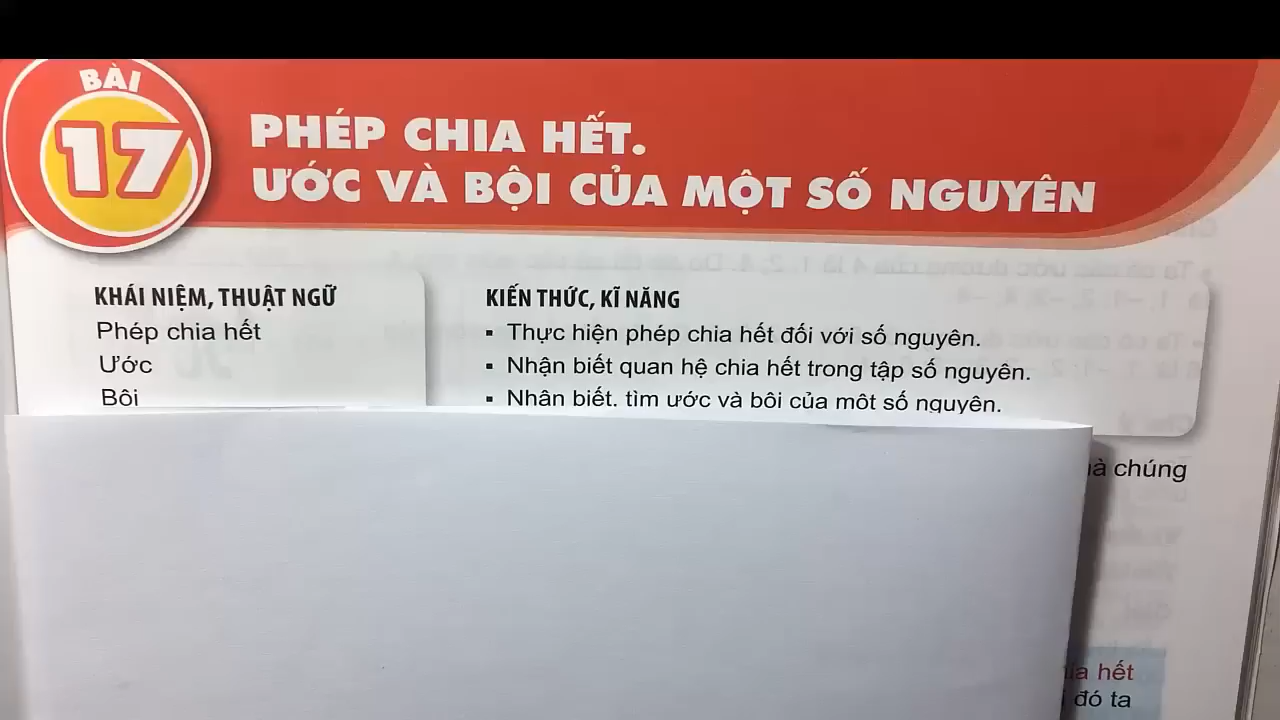 BÀI
17
PHÉP CHIA HẾT.
ƯỚC VÀ BỘI CỦA MỘT SỐ NGUYÊN
KHÁI NIỆM, THUẬT NGỮ
Phép chia hết
Ước
Bội
KIẾN THỨC, KĨ NĂNG
▪ Thực hiện phép chia hết đối với số nguyên.
▪ Nhận biết quan hệ chia hết trong tập số nguyên.
▪ Nhận biết, tìm ước và bội của một số nguyên.
chúng
hết
đó ta